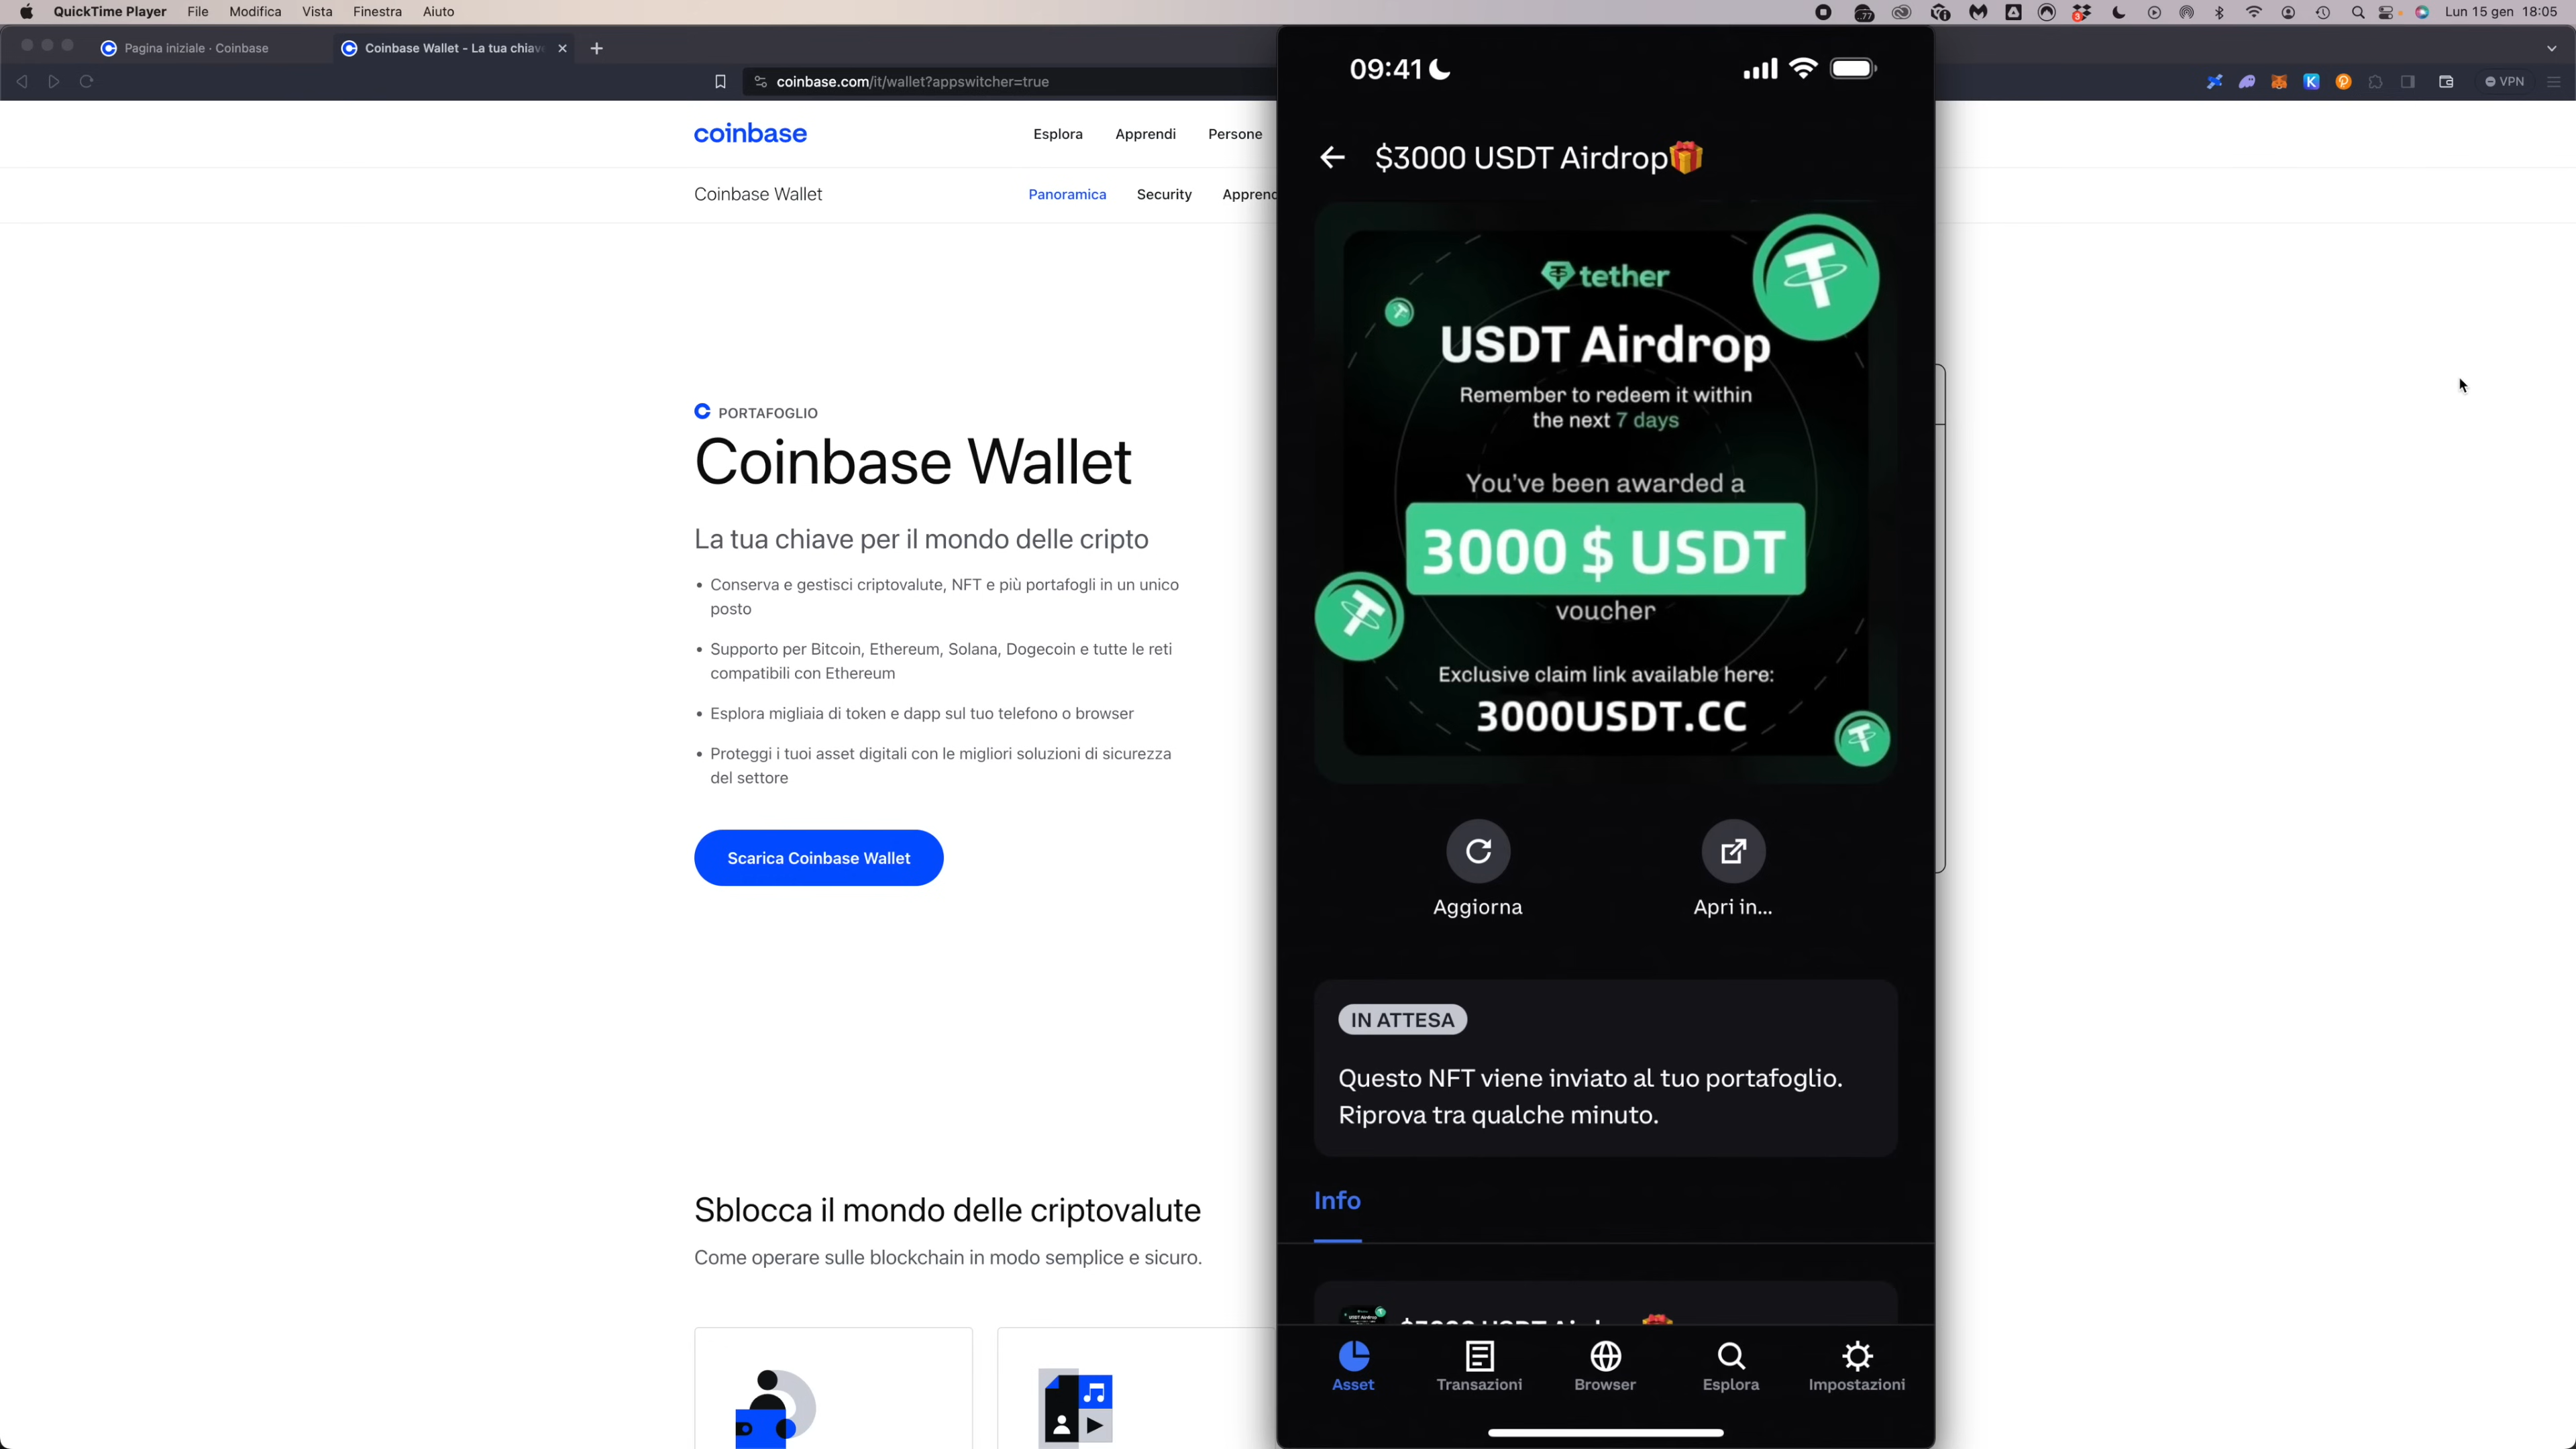 QuickTime Player File Modifica Vista Finestra Aiuto
Lun 15 gen 18:05
Pagina iniziale · Coinbase
Coinbase Wallet - La tua chiav
coinbase.com/it/wallet?appswitcher=true
VPN
coinbase
Esplora Apprendi Persone
Coinbase Wallet
Panoramica Security Apprend
PORTAFOGLIO
Coinbase Wallet
La tua chiave per il mondo delle cripto
• Conserva e gestisci criptovalute, NFT e più portafogli in un unico
posto
• Supporto per Bitcoin, Ethereum, Solana, Dogecoin e tutte le reti
compatibili con Ethereum
• Esplora migliaia di token e dapp sul tuo telefono o browser
• Proteggi i tuoi asset digitali con le migliori soluzioni di sicurezza
del settore
Scarica Coinbase Wallet
Sblocca il mondo delle criptovalute
Come operare sulle blockchain in modo semplice e sicuro.
09:41
$3000 USDT Airdrop🎁
tether
USDT Airdrop
Remember to redeem it within
the next 7 days
You've been awarded a
3000 $ USDT
voucher
Exclusive claim link available here:
3000USDT.CC
Aggiorna
Apri in...
IN ATTESA
Questo NFT viene inviato al tuo portafoglio.
Riprova tra qualche minuto.
Info
Asset Transazioni Browser Esplora Impostazioni